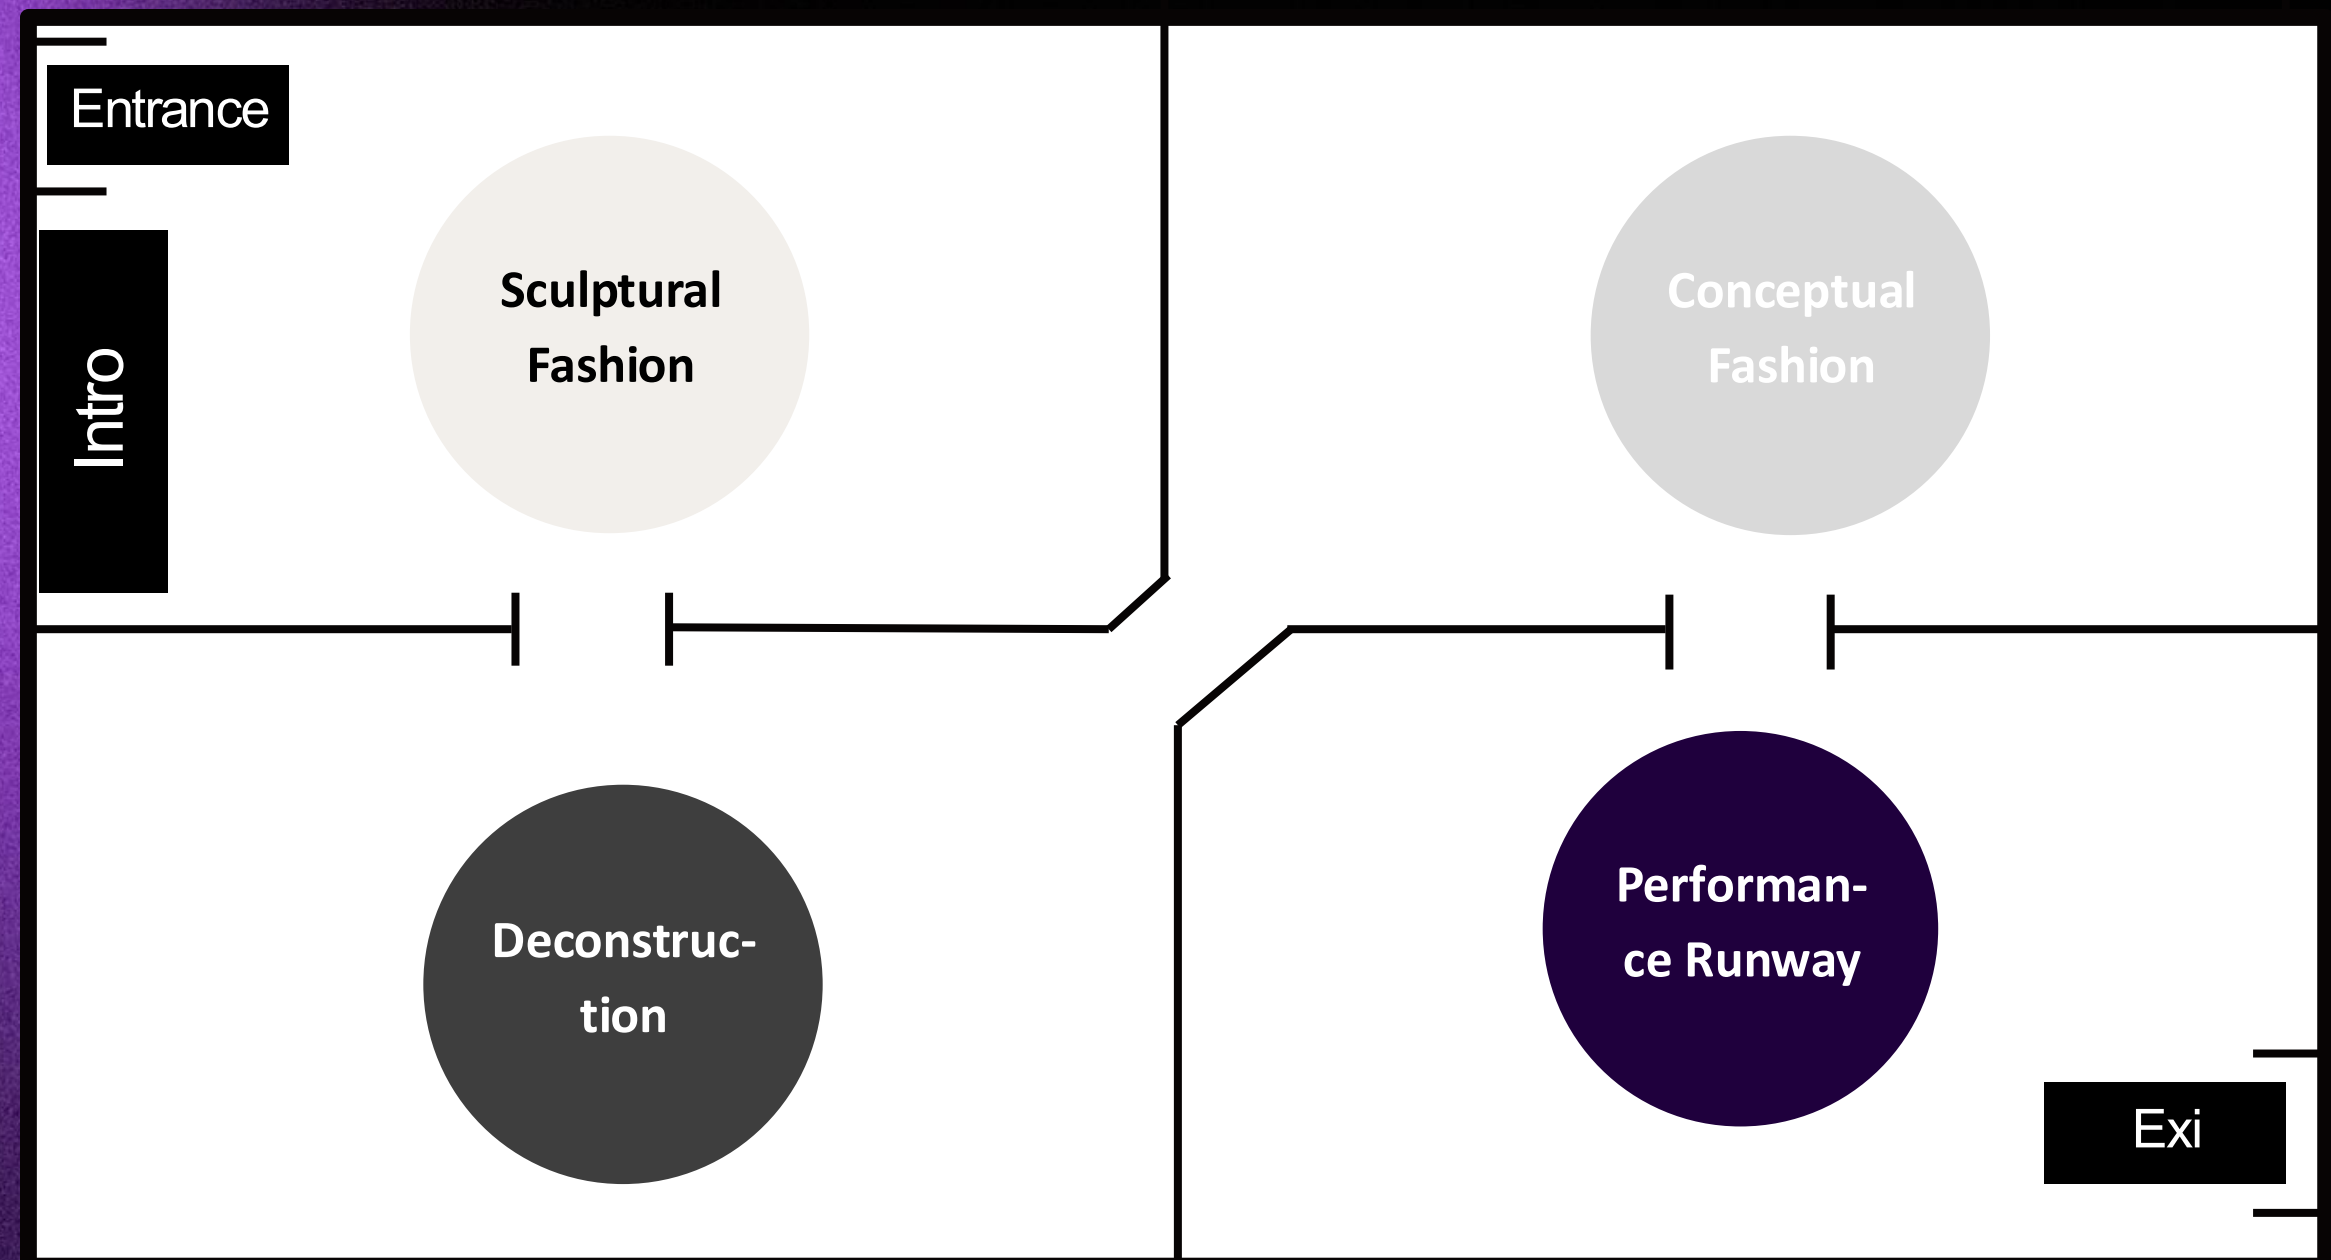 Entrance
Intro
Sculptural
Fashion
Conceptual
Fashion
Deconstruc-
tion
Performan-
ce Runway
Exi